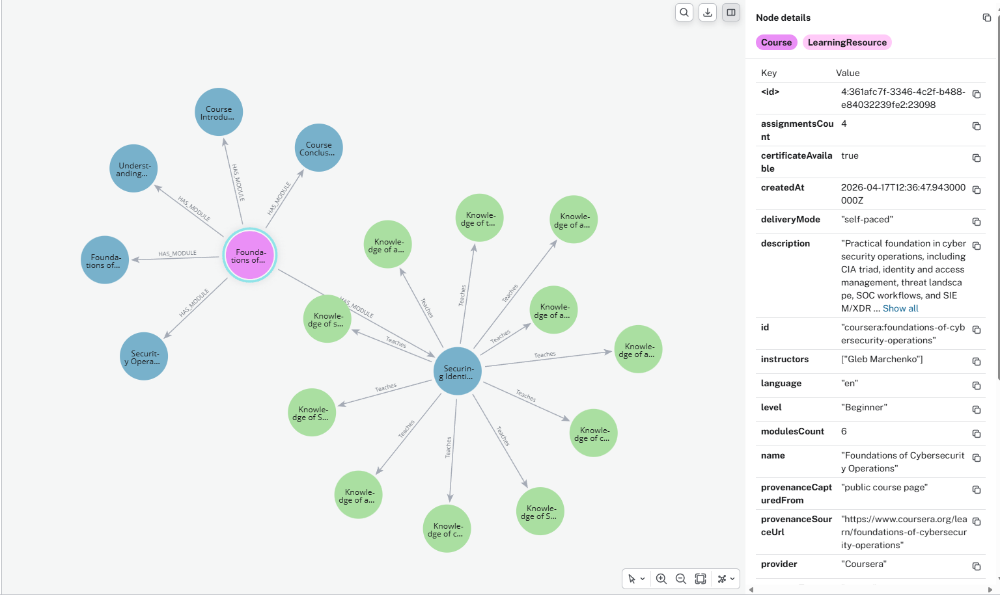 Course
Introdu...
Course
Conclus...
Underst-
anding...
HAS_MODULE
HAS_MODULE
HAS_MODULE
Founda-
tions of...
HAS_MODULE
Founda-
tions of...
HAS_MODULE
Securit-
y Opera...
HAS_MODULE
Knowle-
dge of t...
Knowle-
dge of a...
Knowle-
dge of a...
Teaches
Teaches
Teaches
Knowle-
dge of a...
Knowle-
dge of s...
Teaches
Teaches
Knowle-
dge of a...
Teaches
Securin-
g Identi...
Teaches
Knowle-
dge of S...
Teaches
Knowle-
dge of c...
Teaches
Teaches
Teaches
Knowle-
dge of a...
Knowle-
dge of c...
Knowle-
dge of S...
Node details
Course LearningResource
Key Value
<id> 4:361afc7f-3346-4c2f-b488-
e84032239fe2:23098
assignmentsCou 4
nt
certificateAvaila true
ble
createdAt 2026-04-17T12:36:47.943000
000Z
deliveryMode "self-paced"
description "Practical foundation in cyber
security operations, including
CIA triad, identity and access
management, threat landsca
pe, SOC workflows, and SIE
M/XDR ... Show all
id "coursera:foundations-of-cyb
ersecurity-operations"
instructors ["Gleb Marchenko"]
language "en"
level "Beginner"
modulesCount 6
name "Foundations of Cybersecurit
y Operations"
provenanceCapt "public course page"
uredFrom
provenanceSour "https://www.coursera.org/lea
ceUrl rn/foundations-of-cybersecur
ity-operations"
provider "Coursera"